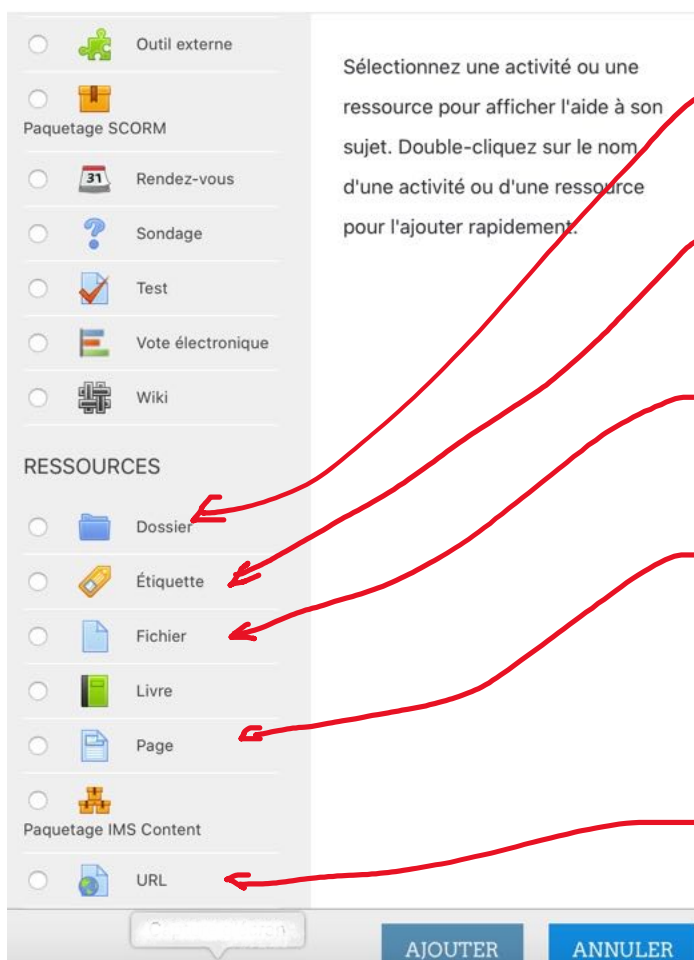 Outil externe
Paquetage SCORM
Rendez-vous
31
Sondage
Test
Vote électronique
Wiki
RESSOURCES
Dossier
Étiquette
Fichier
Livre
Page
Paquetage IMS Content
URL
Sélectionnez une activité ou une
ressource pour afficher l'aide à son
sujet. Double-cliquez sur le nom
d'une activité ou d'une ressource
pour l'ajouter rapidement.
AJOUTER
ANNULER